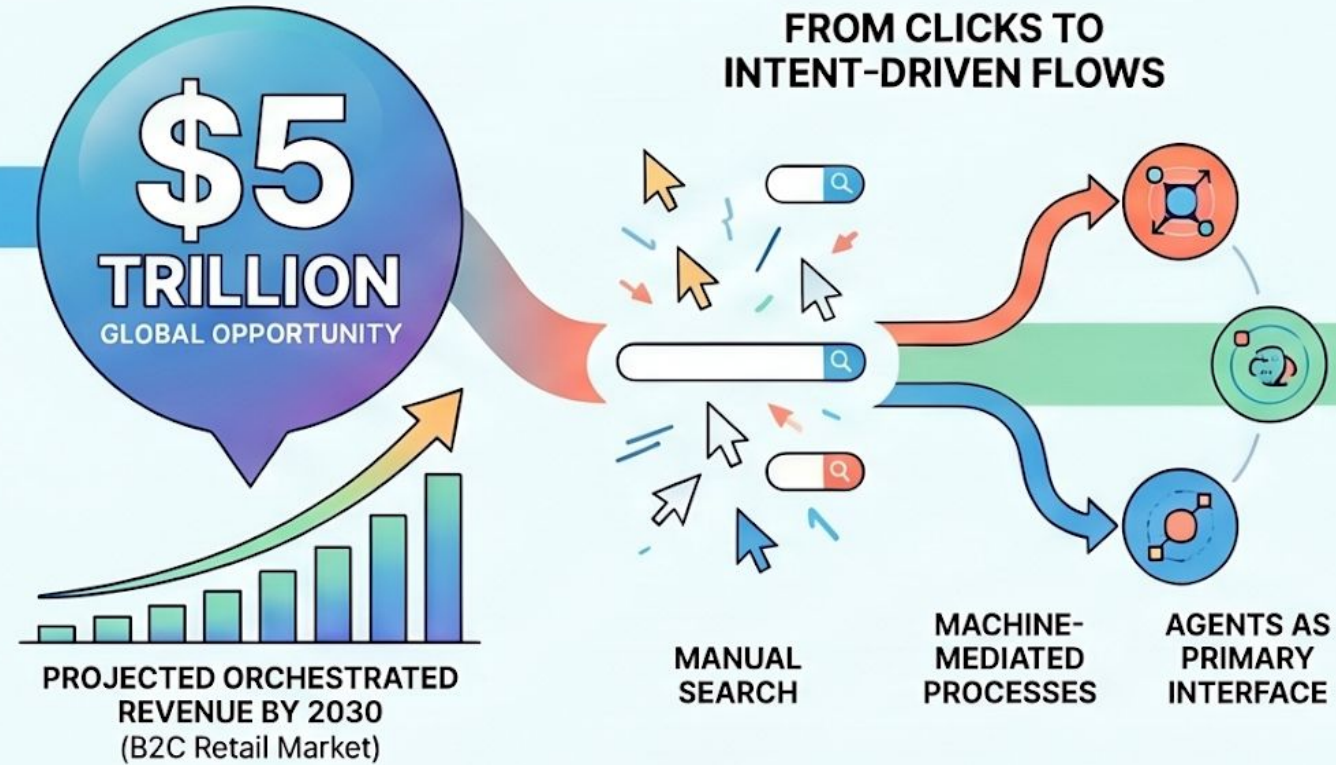 $5
TRILLION
GLOBAL OPPORTUNITY
PROJECTED ORCHESTRATED
REVENUE BY 2030
(B2C Retail Market)
FROM CLICKS TO
INTENT-DRIVEN FLOWS
MANUAL
SEARCH
MACHINE-
MEDIATED
PROCESSES
AGENTS AS
PRIMARY
INTERFACE